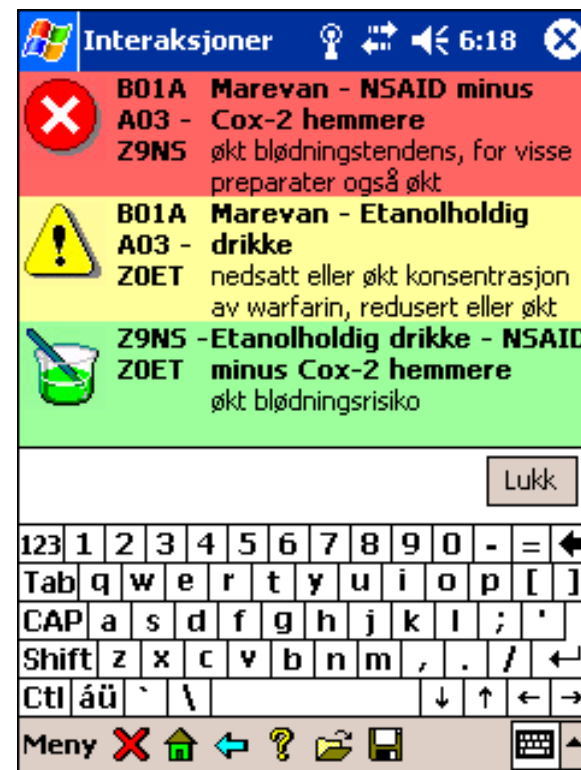 Interaksjoner 6:18
B01A Marevan - NSAID minus
A03 - Cox-2 hemmere
Z9NS økt blødningstendens, for visse
preparater også økt
B01A Marevan - Etanolholdig
A03 - drikke
Z0ET nedsatt eller økt konsentrasjon
av warfarin, redusert eller økt
Z9NS - Etanolholdig drikke - NSAID
Z0ET minus Cox-2 hemmere
økt blødningsrisiko
Lukk
123 1 2 3 4 5 6 7 8 9 0 - =
Tab q w e r t y u i o p [ ]
CAP a s d f g h j k l ; '
Shift z x c v b n m , . /
Ctl áü ` \ ↓ ↑ ← →
Meny